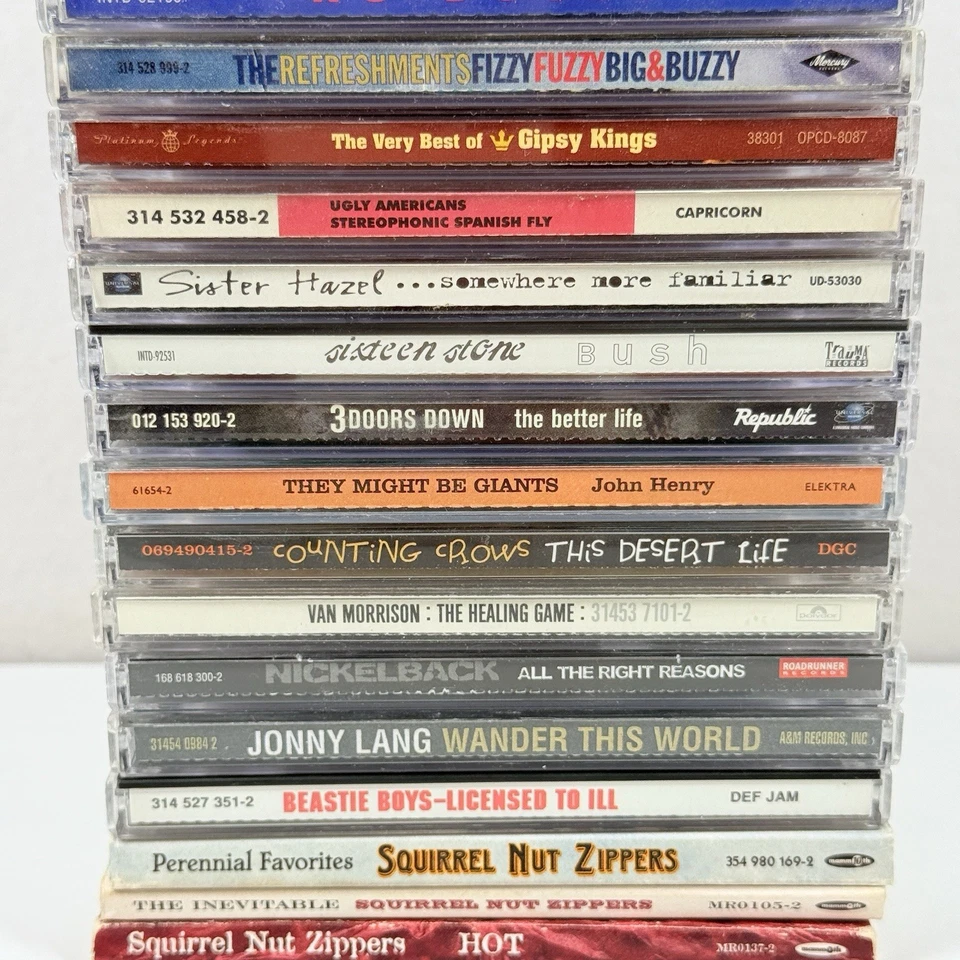 314 528 999-2 THE REFRESHMENTS FIZZY FUZZY BIG & BUZZY Mercury
Platinum Legends The Very Best of Gipsy Kings 38301 OPCD-8087
314 532 458-2 UGLY AMERICANS STEREOPHONIC SPANISH FLY CAPRICORN
Sister Hazel ...somewhere more familiar UD-53030
INTD-92531 sixteen stone Bush Trauma RECORDS
012 153 920-2 3 DOORS DOWN the better life Republic
61654-2 THEY MIGHT BE GIANTS John Henry ELEKTRA
069490415-2 COUNTING CROWS THIS DESERT LIFE DGC
VAN MORRISON : THE HEALING GAME : 31453 7101-2
168 618 300-2 NICKELBACK ALL THE RIGHT REASONS ROADRUNNER RECORDS
31454 0984 2 JONNY LANG WANDER THIS WORLD A&M RECORDS, INC.
314 527 351-2 BEASTIE BOYS-LICENSED TO ILL DEF JAM
Perennial Favorites SQUIRREL NUT ZIPPERS 354 980 169-2
THE INEVITABLE SQUIRREL NUT ZIPPERS MR0105-2
Squirrel Nut Zippers HOT MR0137-2